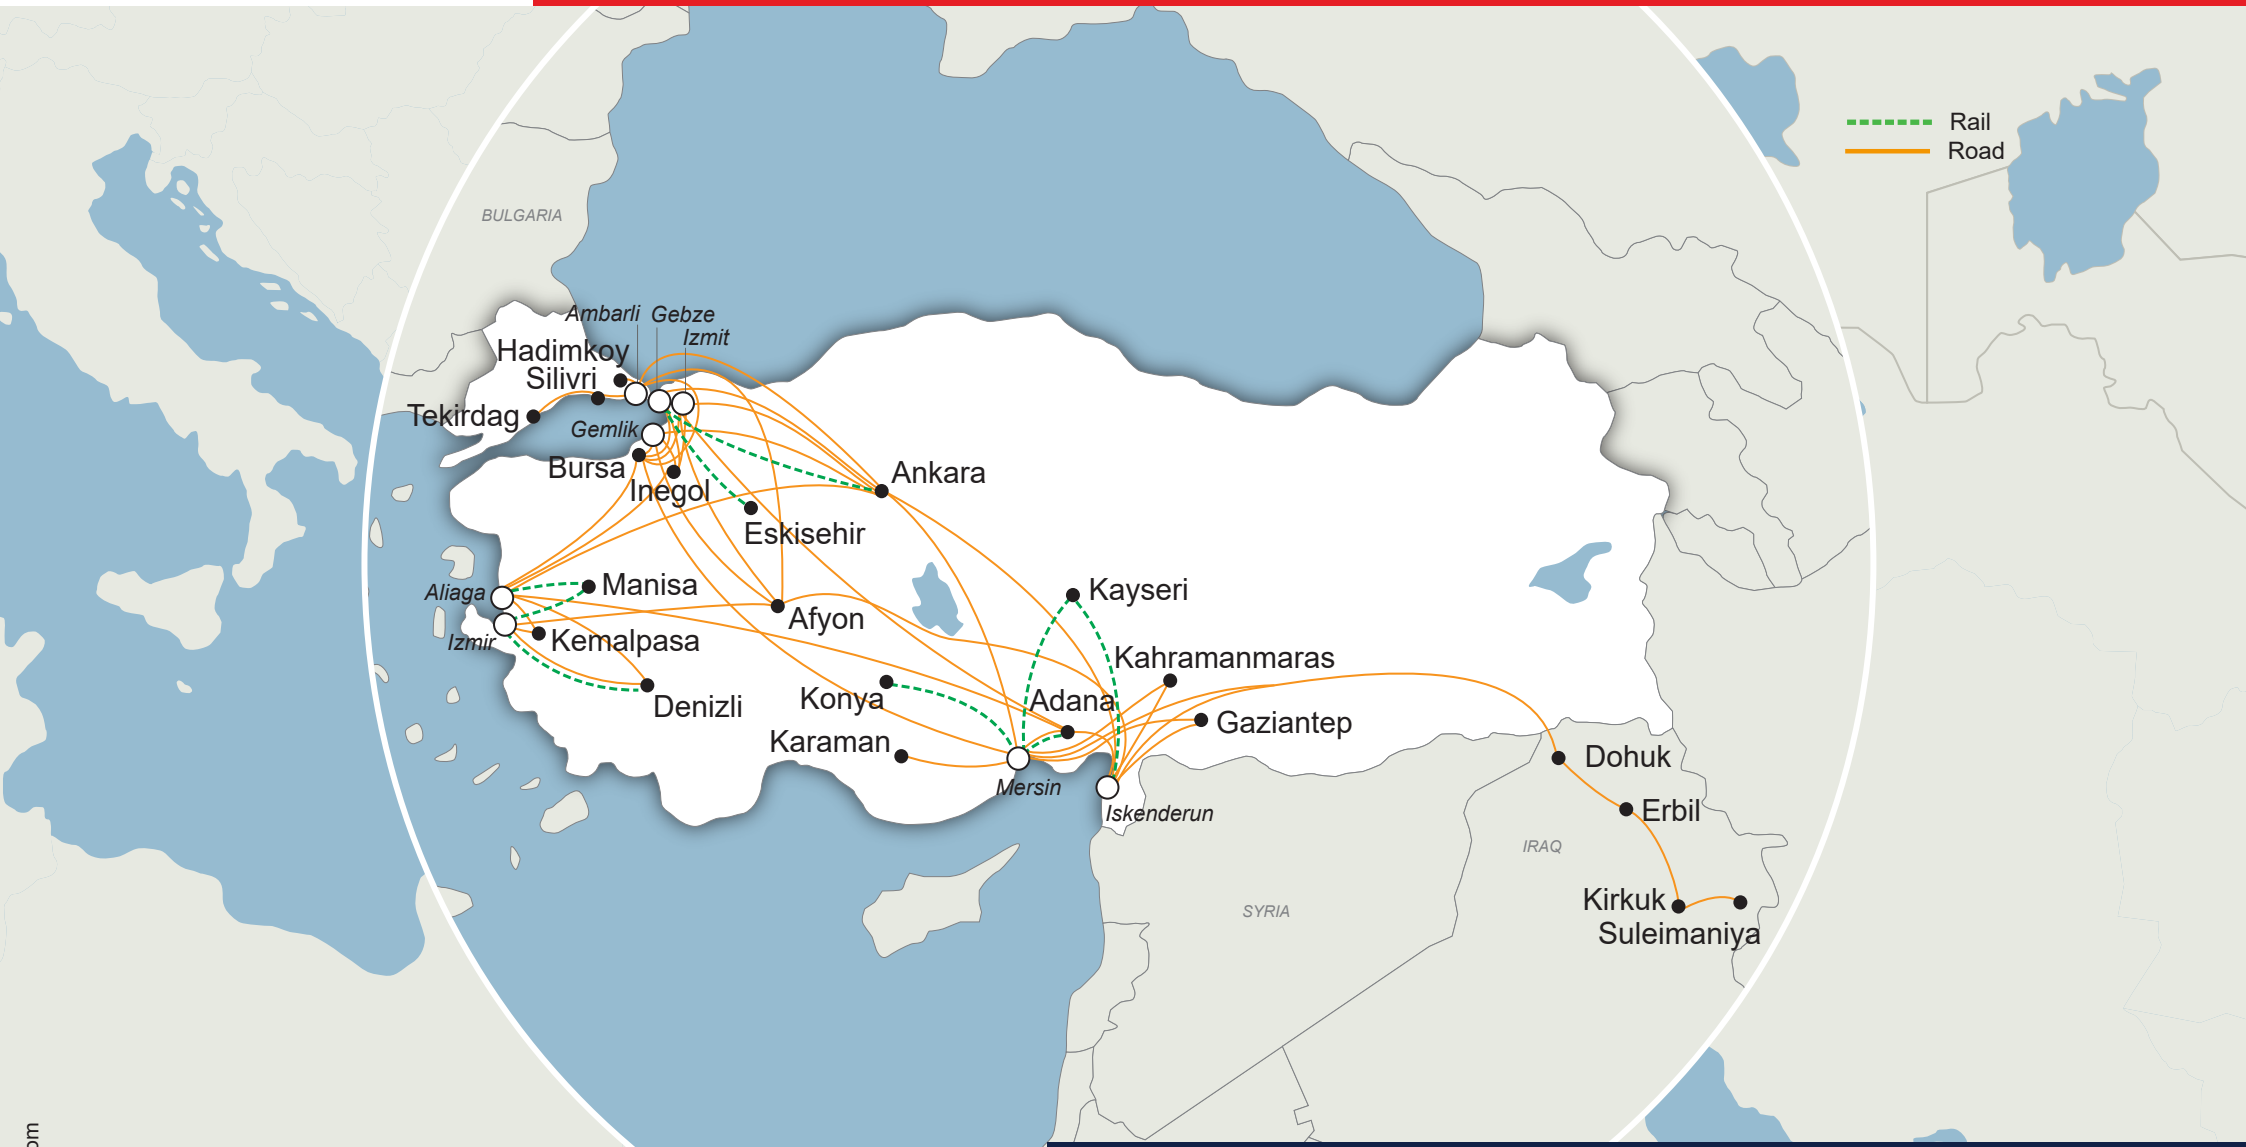 Rail
Road
BULGARIA
Ambarli
Gebze
Izmit
Hadimkoy
Silivri
Tekirdag
Gemlik
Bursa
Inegol
Ankara
Eskisehir
Aliaga
Manisa
Izmir
Kemalpasa
Afyon
Denizli
Kayseri
Kahramanmaras
Konya
Adana
Karaman
Gaziantep
Mersin
Iskenderun
Dohuk
Erbil
IRAQ
Kirkuk
Suleimaniya
SYRIA
om